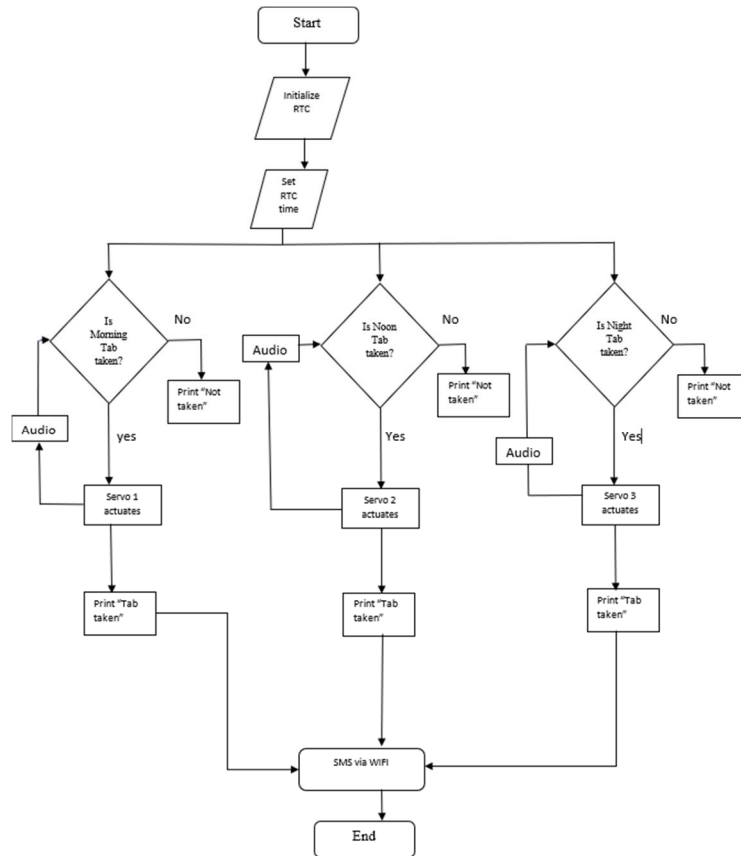 Start
Initialize
RTC
Set
RTC
time
Is
Morning
Tab
taken?
No
Print “Not
taken”
Audio
yes
Servo 1
actuates
Print “Tab
taken”
Is Noon
Tab
taken?
No
Print “Not
taken”
Audio
Yes
Servo 2
actuates
Print “Tab
taken”
Is Night
Tab
taken?
No
Print “Not
taken”
Audio
Yes
Servo 3
actuates
Print “Tab
taken”
SMS via WIFI
End